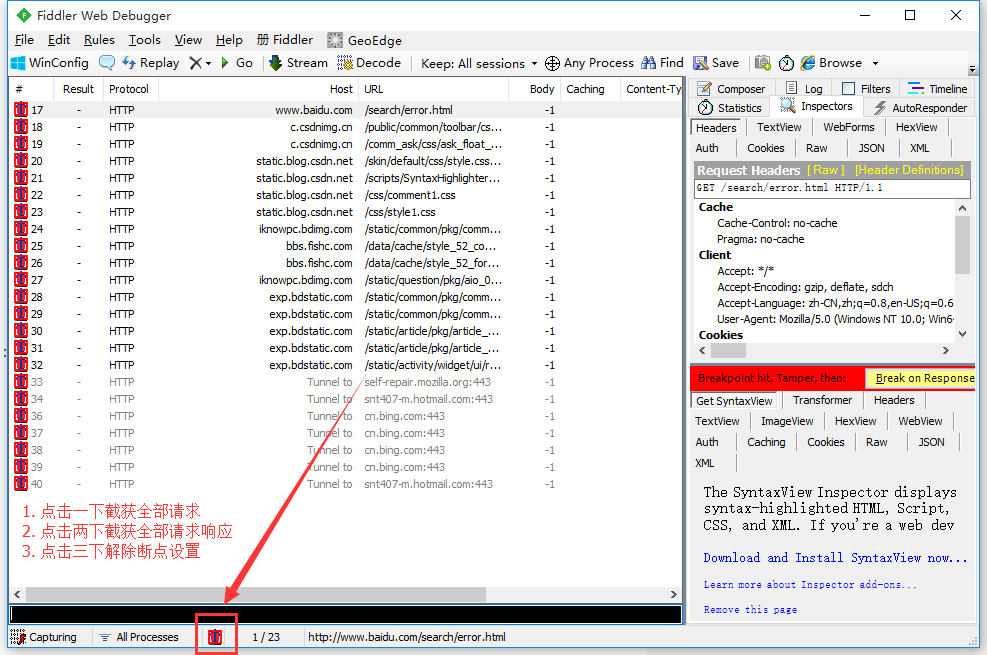 Fiddler Web Debugger
File Edit Rules Tools View Help 册 Fiddler GeoEdge
WinConfig Replay Go Stream Decode Keep: All sessions Any Process Find Save Browse
# Result Protocol Host URL Body Caching Content-Ty
17 - HTTP www.baidu.com /search/error.html -1
18 - HTTP c.csdnimg.cn /public/common/toolbar/cs... -1
19 - HTTP c.csdnimg.cn /comm_ask/css/ask_float_... -1
20 - HTTP static.blog.csdn.net /skin/default/css/style.css... -1
21 - HTTP static.blog.csdn.net /scripts/SyntaxHighlighter... -1
22 - HTTP static.blog.csdn.net /css/comment1.css -1
23 - HTTP static.blog.csdn.net /css/style1.css -1
24 - HTTP iknowpc.bdimg.com /static/common/pkg/comm... -1
25 - HTTP bbs.fishc.com /data/cache/style_52_co... -1
26 - HTTP bbs.fishc.com /data/cache/style_52_for... -1
27 - HTTP iknowpc.bdimg.com /static/question/pkg/aio_0... -1
28 - HTTP exp.bdstatic.com /static/common/pkg/comm... -1
29 - HTTP exp.bdstatic.com /static/common/pkg/comm... -1
30 - HTTP exp.bdstatic.com /static/article/pkg/article_... -1
31 - HTTP exp.bdstatic.com /static/article/pkg/article_... -1
32 - HTTP exp.bdstatic.com /static/activity/widget/ui/r... -1
33 - HTTP Tunnel to self-repair.mozilla.org:443 -1
34 - HTTP Tunnel to snt407-m.hotmail.com:443 -1
36 - HTTP Tunnel to cn.bing.com:443 -1
37 - HTTP Tunnel to cn.bing.com:443 -1
38 - HTTP Tunnel to cn.bing.com:443 -1
39 - HTTP Tunnel to cn.bing.com:443 -1
40 - HTTP Tunnel to snt407-m.hotmail.com:443 -1
1. 点击一下截获全部请求
2. 点击两下截获全部请求响应
3. 点击三下解除断点设置
Composer Log Filters Timeline
Statistics Inspectors AutoResponder
Headers TextView WebForms HexView
Auth Cookies Raw JSON XML
Request Headers [ Raw ] [Header Definitions]
GET /search/error.html HTTP/1.1
Cache
Cache-Control: no-cache
Pragma: no-cache
Client
Accept: */*
Accept-Encoding: gzip, deflate, sdch
Accept-Language: zh-CN,zh;q=0.8,en-US;q=0.6
User-Agent: Mozilla/5.0 (Windows NT 10.0; Win6
Cookies
Breakpoint hit. Tamper, then: Break on Response
Get SyntaxView Transformer Headers
TextView ImageView HexView WebView
Auth Caching Cookies Raw JSON
XML
The SyntaxView Inspector displays
syntax-highlighted HTML, Script,
CSS, and XML. If you're a web dev
Download and Install SyntaxView now...
Learn more about Inspector add-ons...
Remove this page
Capturing All Processes 1 / 23 http://www.baidu.com/search/error.html